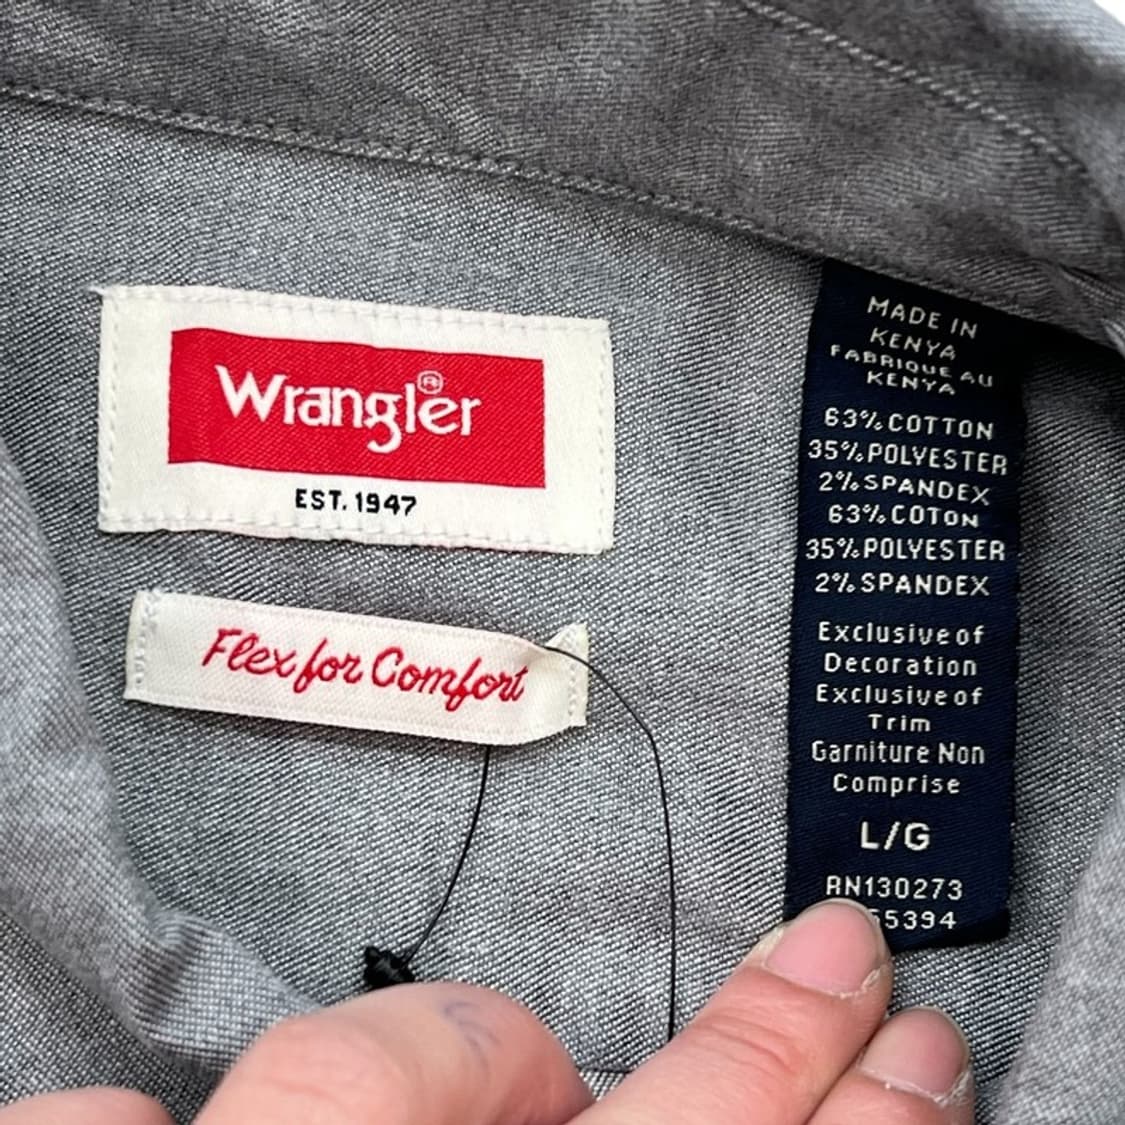 Wrangler®
EST. 1947
Flex for Comfort
MADE IN
KENYA
FABRIQUE AU
KENYA
63% COTTON
35% POLYESTER
2% SPANDEX
63% COTON
35% POLYESTER
2% SPANDEX
Exclusive of
Decoration
Exclusive of
Trim
Garniture Non
Comprise
L/G
RN130273
5394